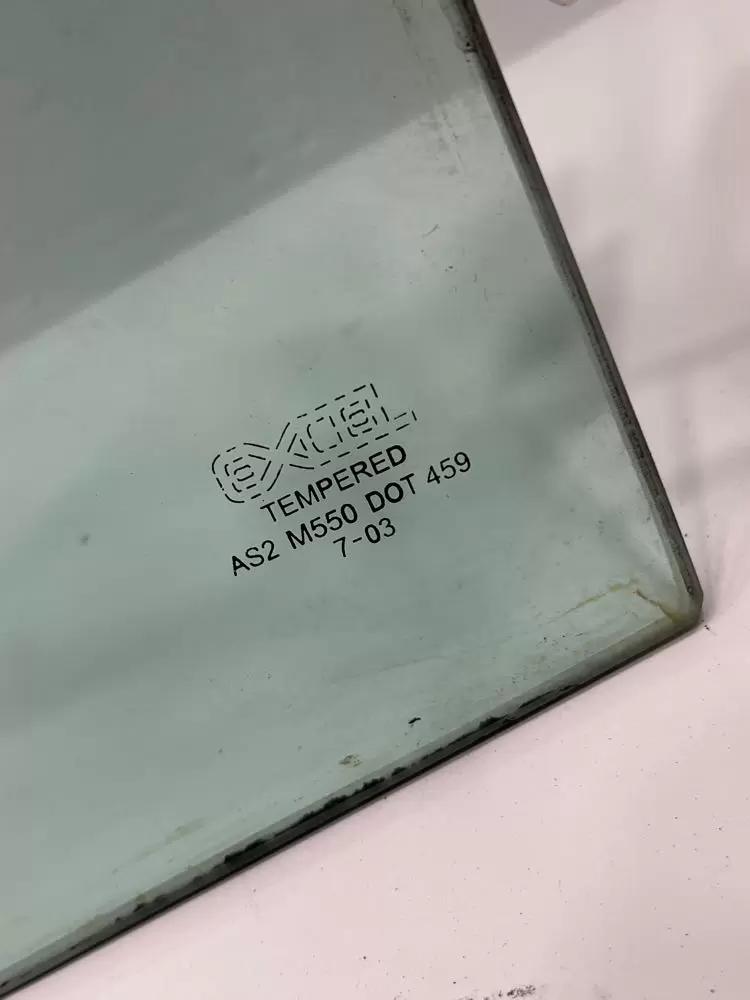 eXCEL
TEMPERED
AS2 M550 DOT 459
7-03